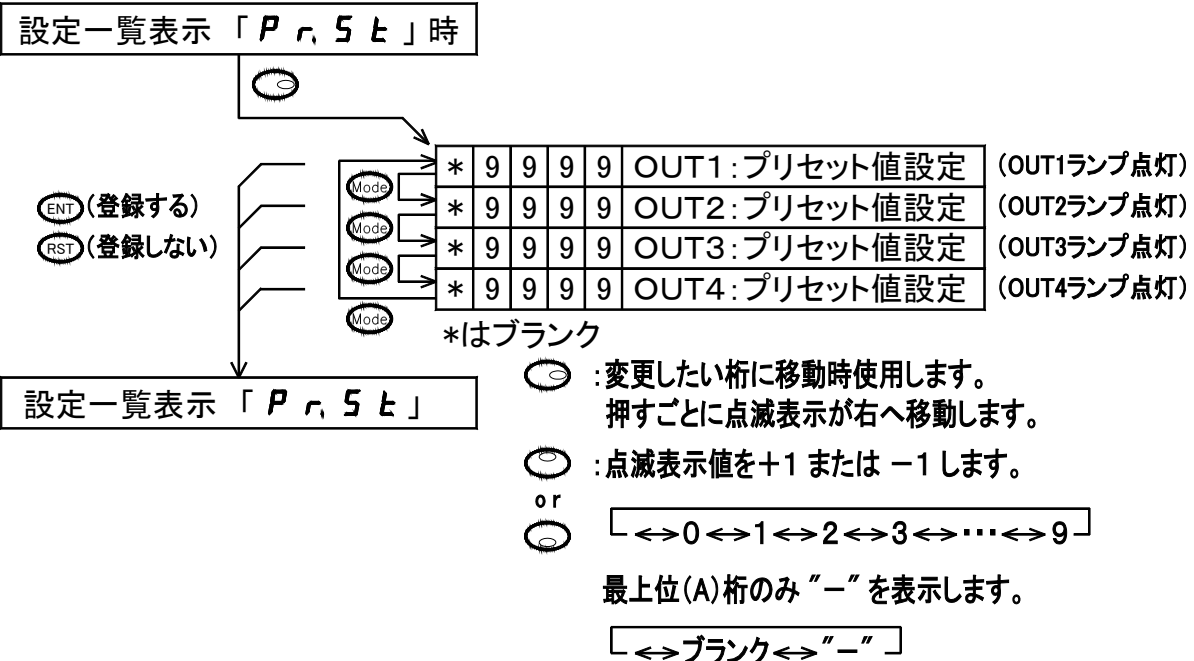 設定一覧表示 「Pr.St」時
* 9 9 9 9 OUT1:プリセット値設定 (OUT1ランプ点灯)
Mode
ENT (登録する)
* 9 9 9 9 OUT2:プリセット値設定 (OUT2ランプ点灯)
Mode
RST (登録しない)
* 9 9 9 9 OUT3:プリセット値設定 (OUT3ランプ点灯)
Mode
* 9 9 9 9 OUT4:プリセット値設定 (OUT4ランプ点灯)
Mode
*はブランク
設定一覧表示 「Pr.St」
:変更したい桁に移動時使用します。
押すごとに点滅表示が右へ移動します。
:点滅表示値を+1 または −1 します。
or
<->0<->1<->2<->3<->···<->9
最上位(A)桁のみ "−" を表示します。
<->ブランク<->"−"